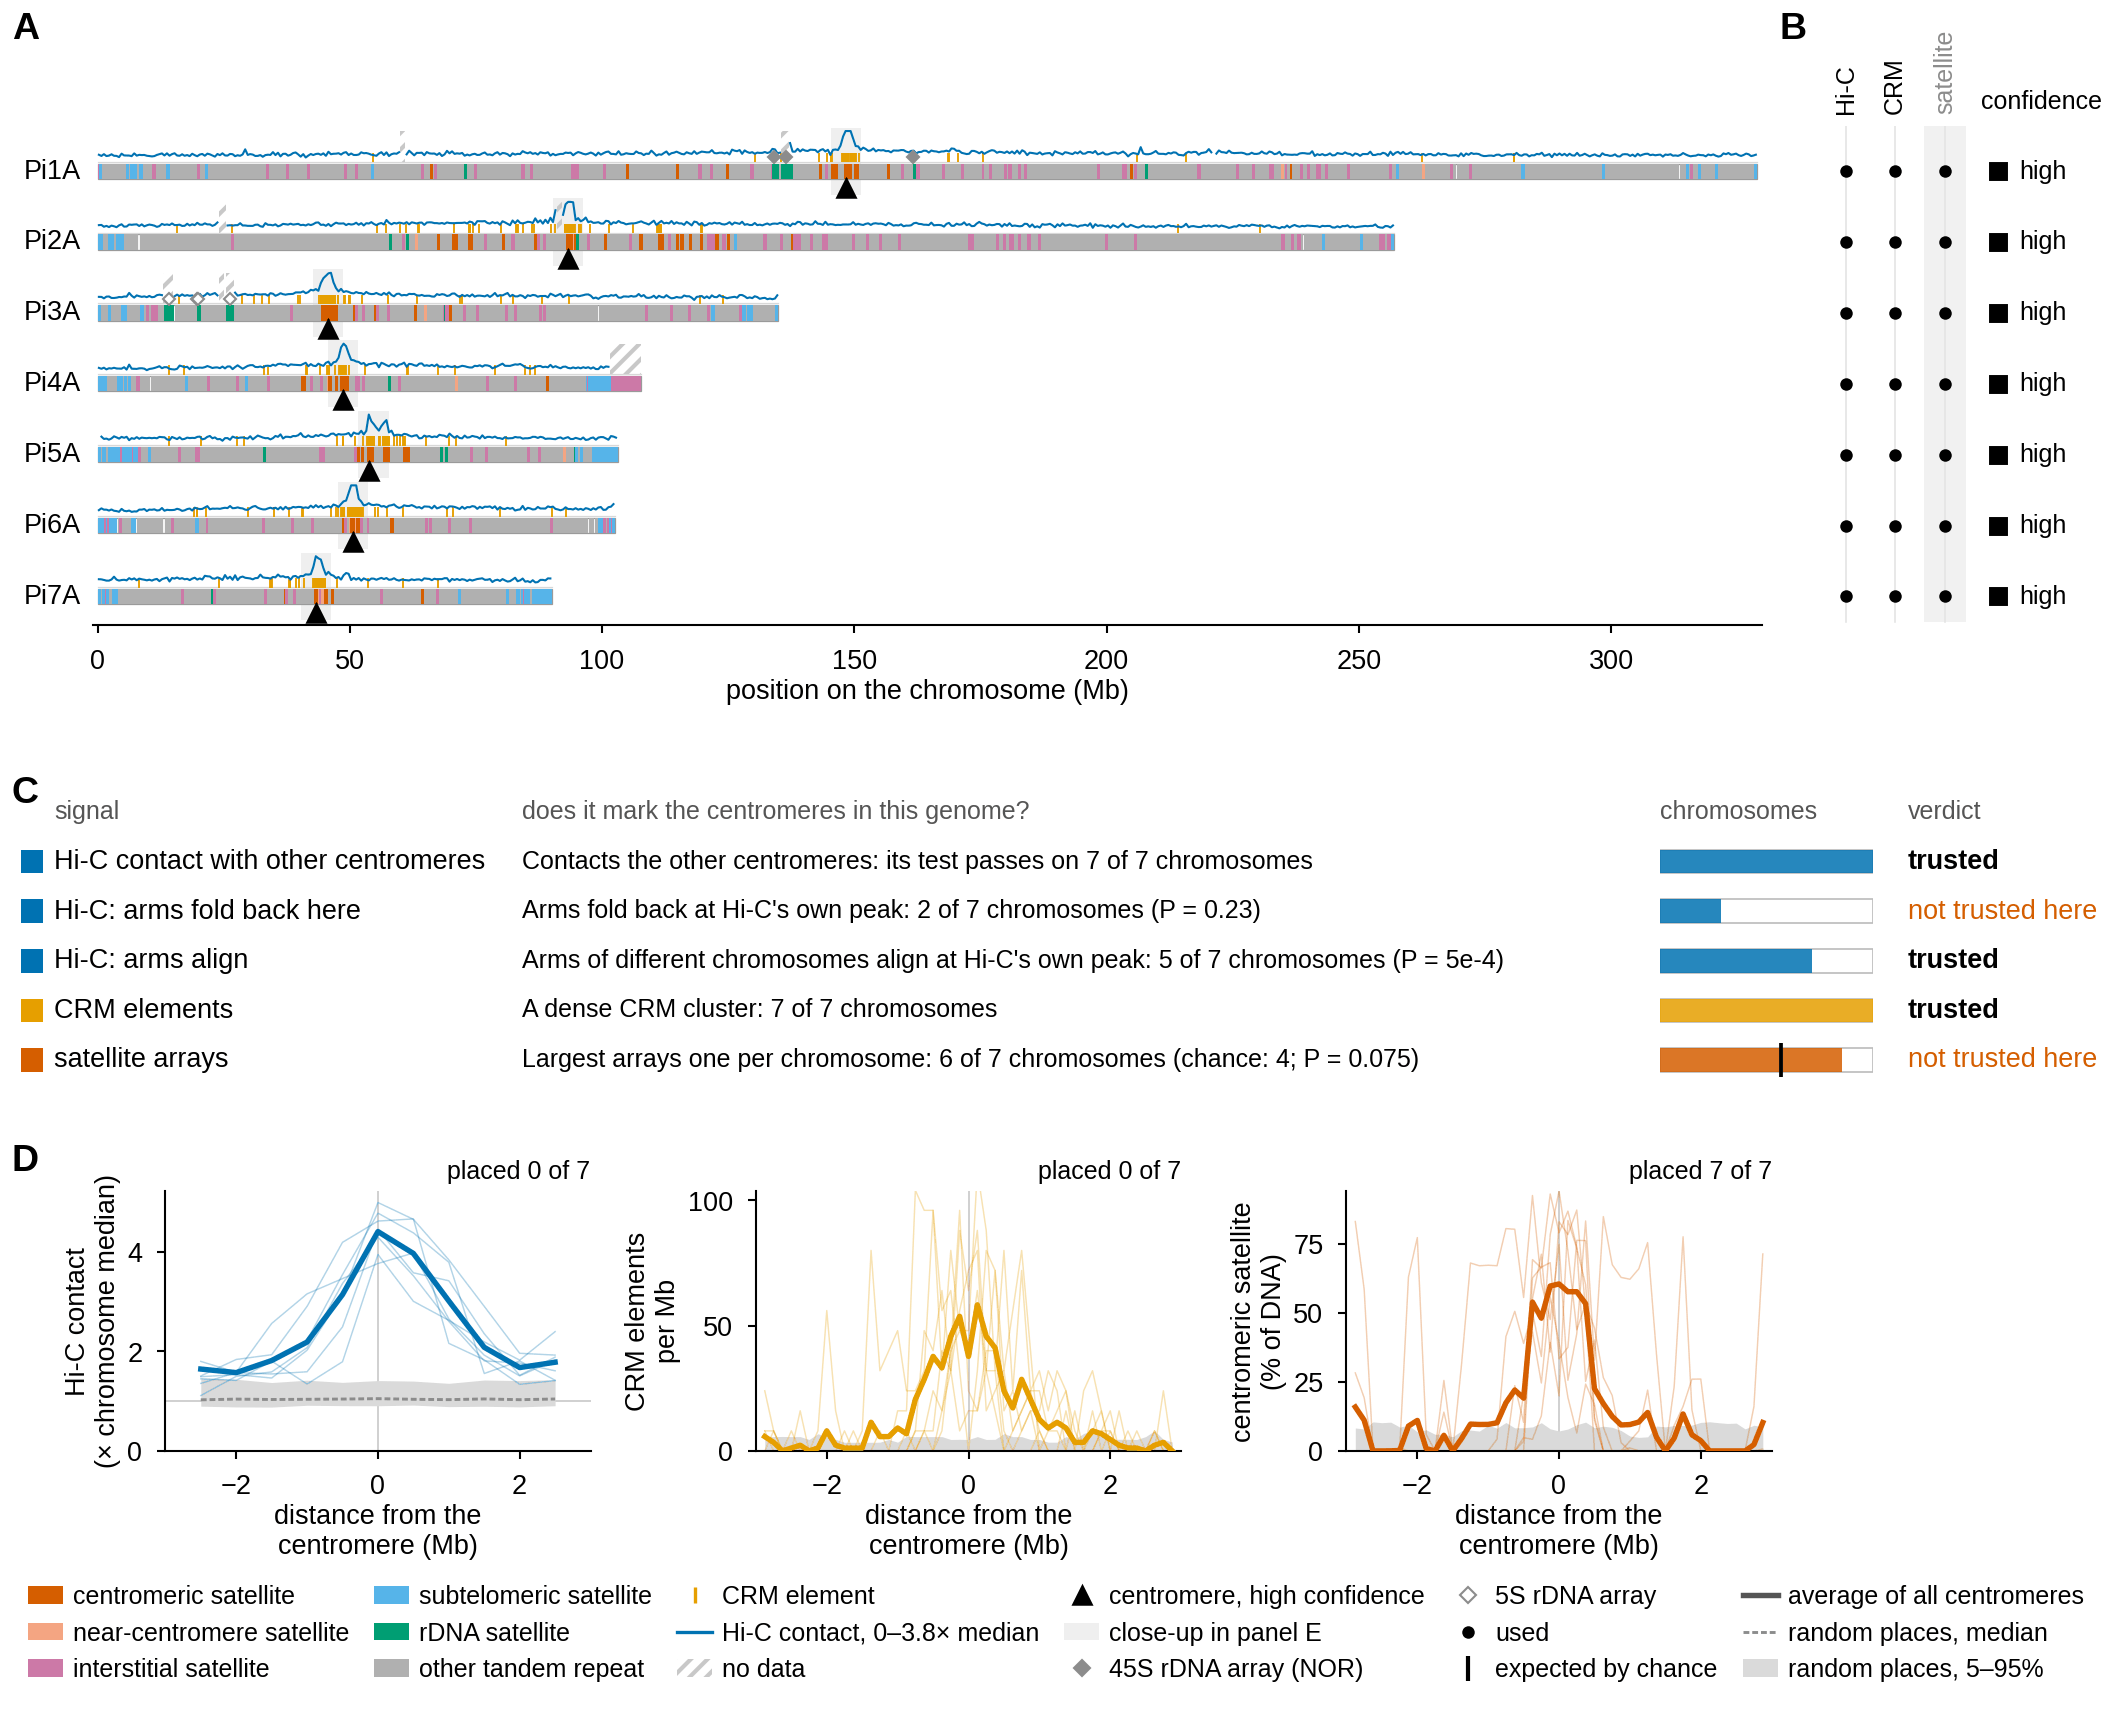 A
B
Hi-C
CRM
satellite
confidence
Pi1A
high
Pi2A
high
Pi3A
high
Pi4A
high
Pi5A
high
Pi6A
high
Pi7A
high
0
50
100
150
200
250
300
position on the chromosome (Mb)
C
signal
does it mark the centromeres in this genome?
chromosomes
verdict
Hi-C contact with other centromeres
Contacts the other centromeres: its test passes on 7 of 7 chromosomes
trusted
Hi-C: arms fold back here
Arms fold back at Hi-C's own peak: 2 of 7 chromosomes (P = 0.23)
not trusted here
Hi-C: arms align
Arms of different chromosomes align at Hi-C's own peak: 5 of 7 chromosomes (P = 5e-4)
trusted
CRM elements
A dense CRM cluster: 7 of 7 chromosomes
trusted
satellite arrays
Largest arrays one per chromosome: 6 of 7 chromosomes (chance: 4; P = 0.075)
not trusted here
D
placed 0 of 7
Hi-C contact
(× chromosome median)
4
2
0
−2
0
2
distance from the
centromere (Mb)
placed 0 of 7
CRM elements
per Mb
100
50
0
−2
0
2
distance from the
centromere (Mb)
placed 7 of 7
centromeric satellite
(% of DNA)
75
50
25
0
−2
0
2
distance from the
centromere (Mb)
centromeric satellite
near-centromere satellite
interstitial satellite
subtelomeric satellite
rDNA satellite
other tandem repeat
CRM element
Hi-C contact, 0–3.8× median
no data
centromere, high confidence
close-up in panel E
45S rDNA array (NOR)
5S rDNA array
used
expected by chance
average of all centromeres
random places, median
random places, 5–95%